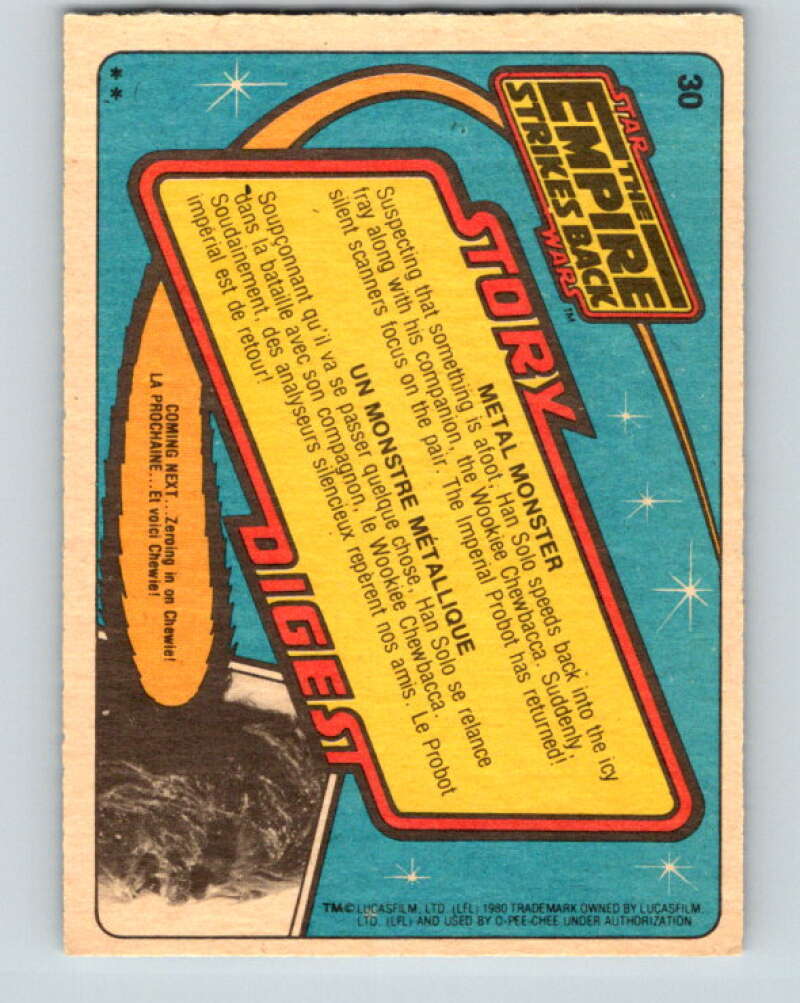 30
STAR
THE
EMPIRE
STRIKES BACK
WARS™
STORY
METAL MONSTER
Suspecting that something is afoot, Han Solo speeds back into the icy
fray along with his companion, the Wookiee Chewbacca. Suddenly,
silent scanners focus on the pair. The Imperial Probot has returned!
UN MONSTRE MÉTALLIQUE
Soupçonnant qu'il va se passer quelque chose, Han Solo se relance
dans la bataille avec son compagnon, le Wookiee Chewbacca.
Soudainement, des analyseurs silencieux repèrent nos amis. Le Probot
impérial est de retour!
DIGEST
COMING NEXT...Zeroing in on Chewie!
LA PROCHAINE...Et voici Chewie!
**
TM© LUCASFILM, LTD. (LFL) 1980 TRADEMARK OWNED BY LUCASFILM,
LTD. (LFL) AND USED BY O-PEE-CHEE UNDER AUTHORIZATION